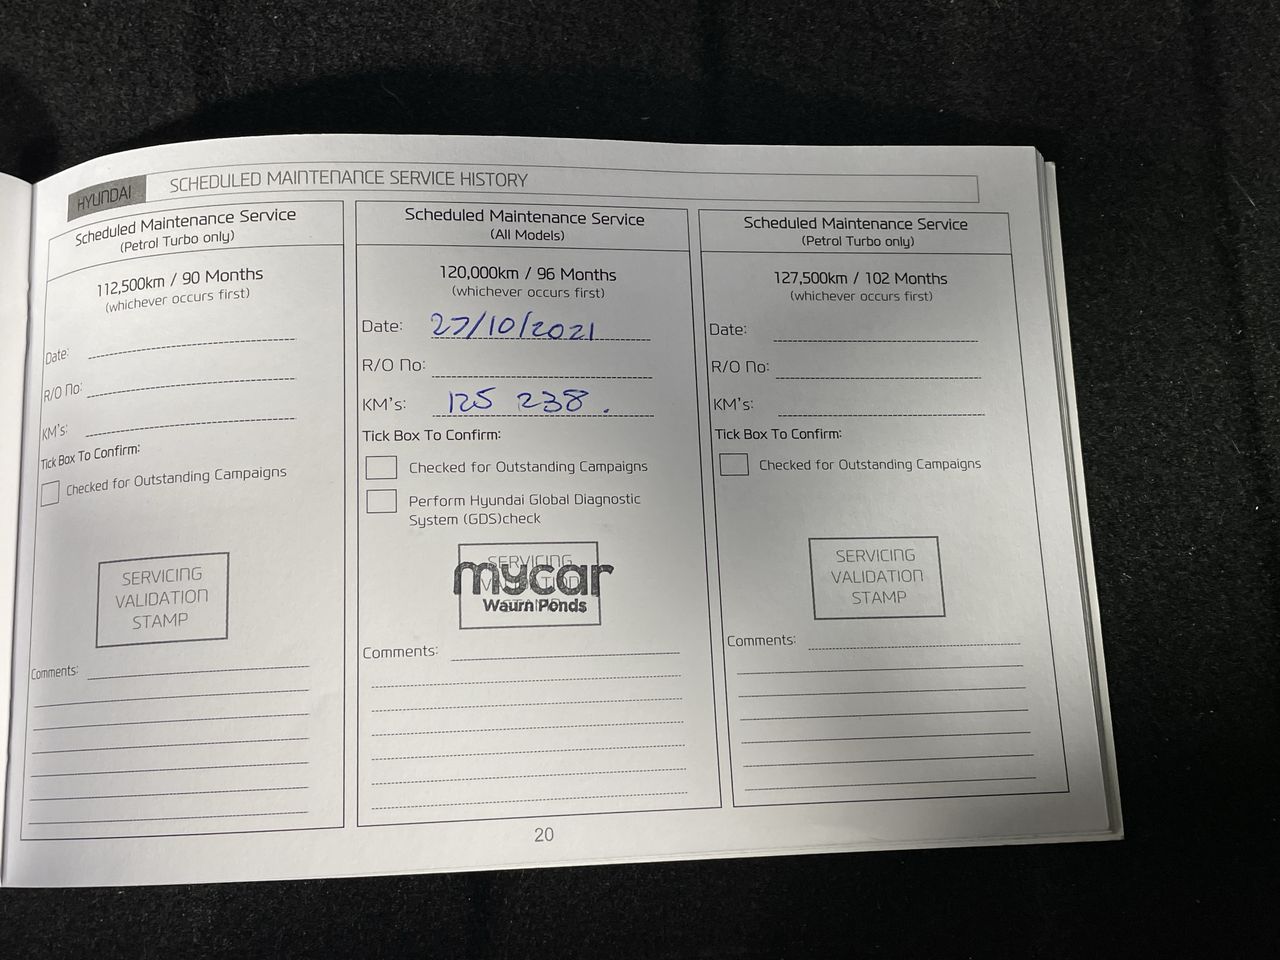 HYUNDAI
SCHEDULED MAINTENANCE SERVICE HISTORY
Scheduled Maintenance Service
(Petrol Turbo only)
112,500km / 90 Months
(whichever occurs first)
Date:
R/O No:
KM's:
Tick Box To Confirm:
Checked for Outstanding Campaigns
SERVICING
VALIDATION
STAMP
Comments:
Scheduled Maintenance Service
(All Models)
120,000km / 96 Months
(whichever occurs first)
Date: 27/10/2021
R/O No:
KM's: 125 238.
Tick Box To Confirm:
Checked for Outstanding Campaigns
Perform Hyundai Global Diagnostic
System (GDS)check
SERVICING
VALIDATION
STAMP
mycar
Waurn Ponds
Comments:
Scheduled Maintenance Service
(Petrol Turbo only)
127,500km / 102 Months
(whichever occurs first)
Date:
R/O No:
KM's:
Tick Box To Confirm:
Checked for Outstanding Campaigns
SERVICING
VALIDATION
STAMP
Comments:
20